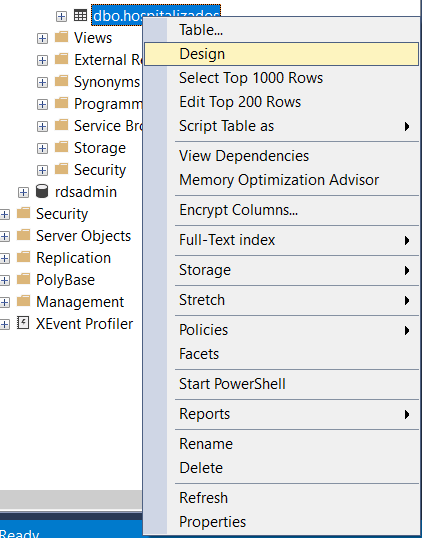 dbo.hospitalizados
Views
External Re
Synonyms
Programm
Service Bro
Storage
Security
rdsadmin
Security
Server Objects
Replication
PolyBase
Management
XEvent Profiler
Ready
Table...
Design
Select Top 1000 Rows
Edit Top 200 Rows
Script Table as
View Dependencies
Memory Optimization Advisor
Encrypt Columns...
Full-Text index
Storage
Stretch
Policies
Facets
Start PowerShell
Reports
Rename
Delete
Refresh
Properties